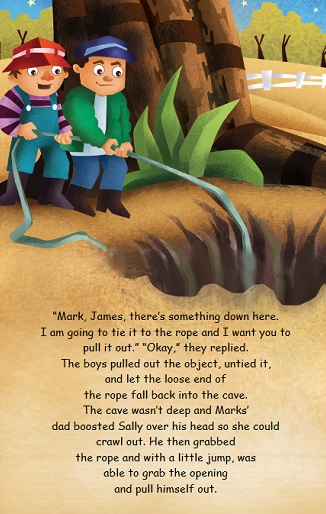 “Mark, James, there’s something down here.
I am going to tie it to the rope and I want you to
pull it out.” “Okay,” they replied.
The boys pulled out the object, untied it,
and let the loose end of
the rope fall back into the cave.
The cave wasn’t deep and Marks’
dad boosted Sally over his head so she could
crawl out. He then grabbed
the rope and with a little jump, was
able to grab the opening
and pull himself out.